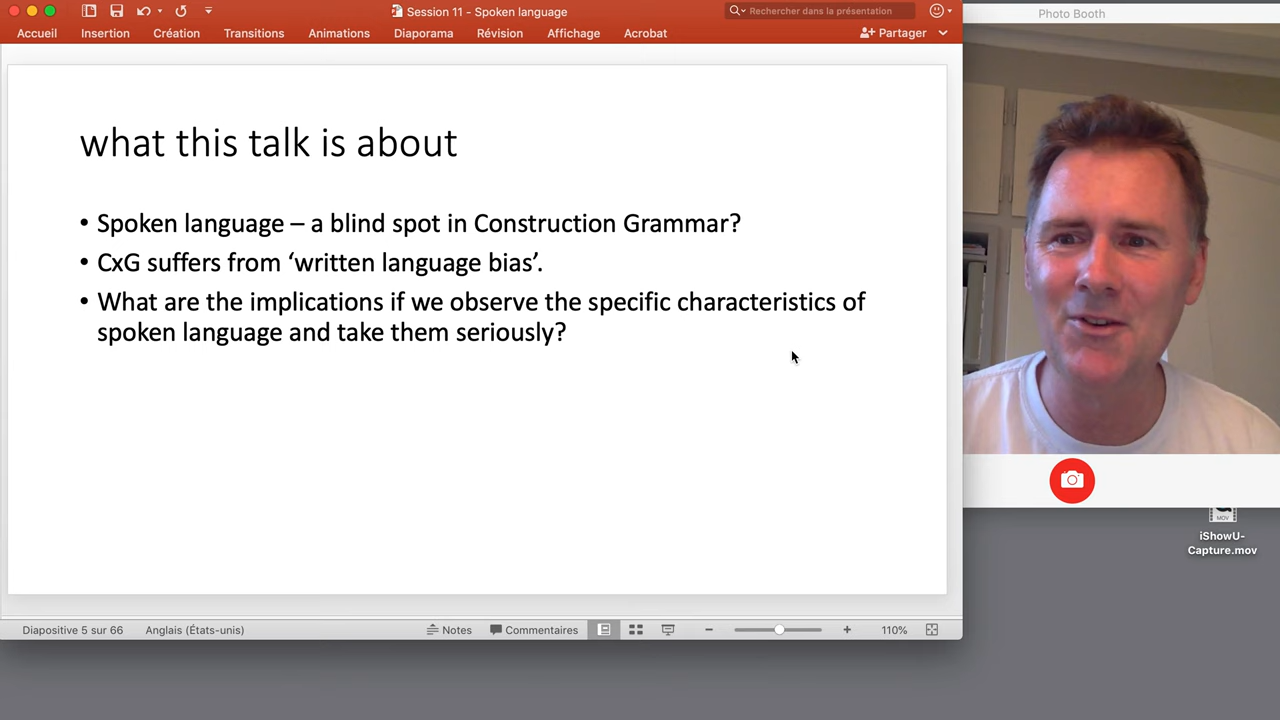 Session 11 - Spoken language
Rechercher dans la présentation
Accueil Insertion Création Transitions Animations Diaporama Révision Affichage Acrobat Partager
what this talk is about
• Spoken language – a blind spot in Construction Grammar?
• CxG suffers from ‘written language bias’.
• What are the implications if we observe the specific characteristics of
spoken language and take them seriously?
Diapositive 5 sur 66 Anglais (États-unis) Notes Commentaires 110%
Photo Booth
MOV
iShowU-
Capture.mov